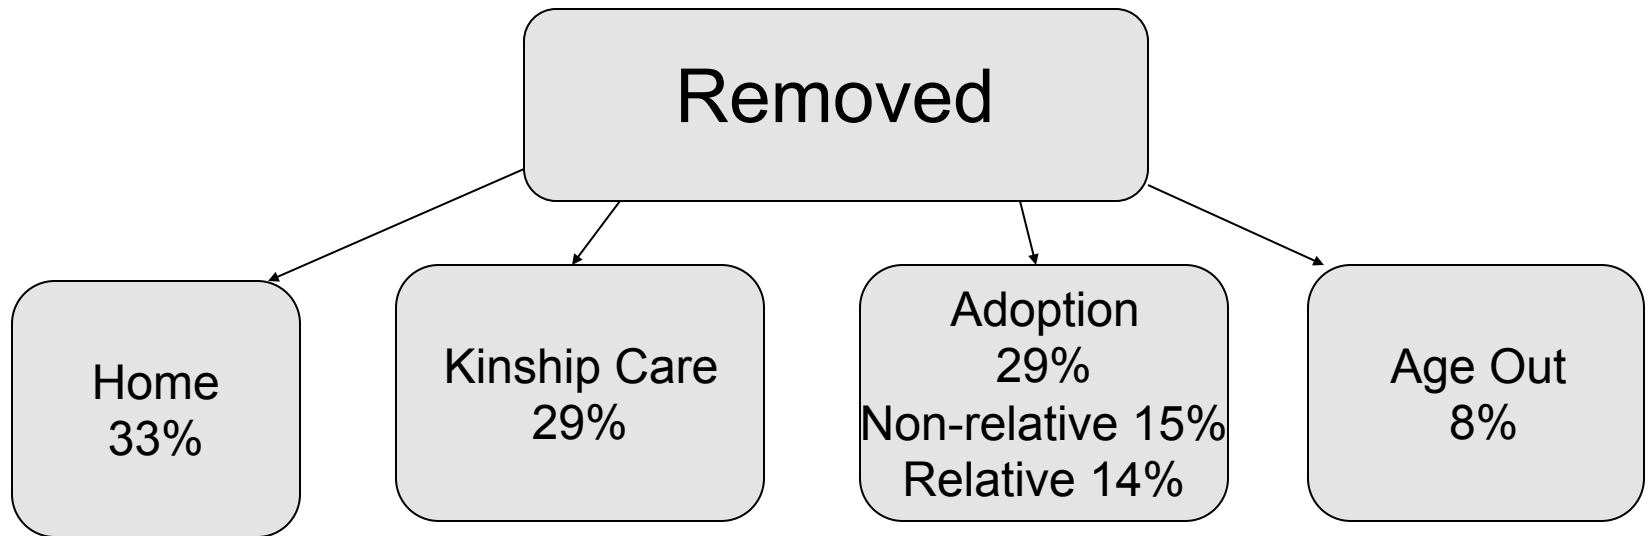 Removed
Home
33%
Kinship Care
29%
Adoption
29%
Non-relative 15%
Relative 14%
Age Out
8%